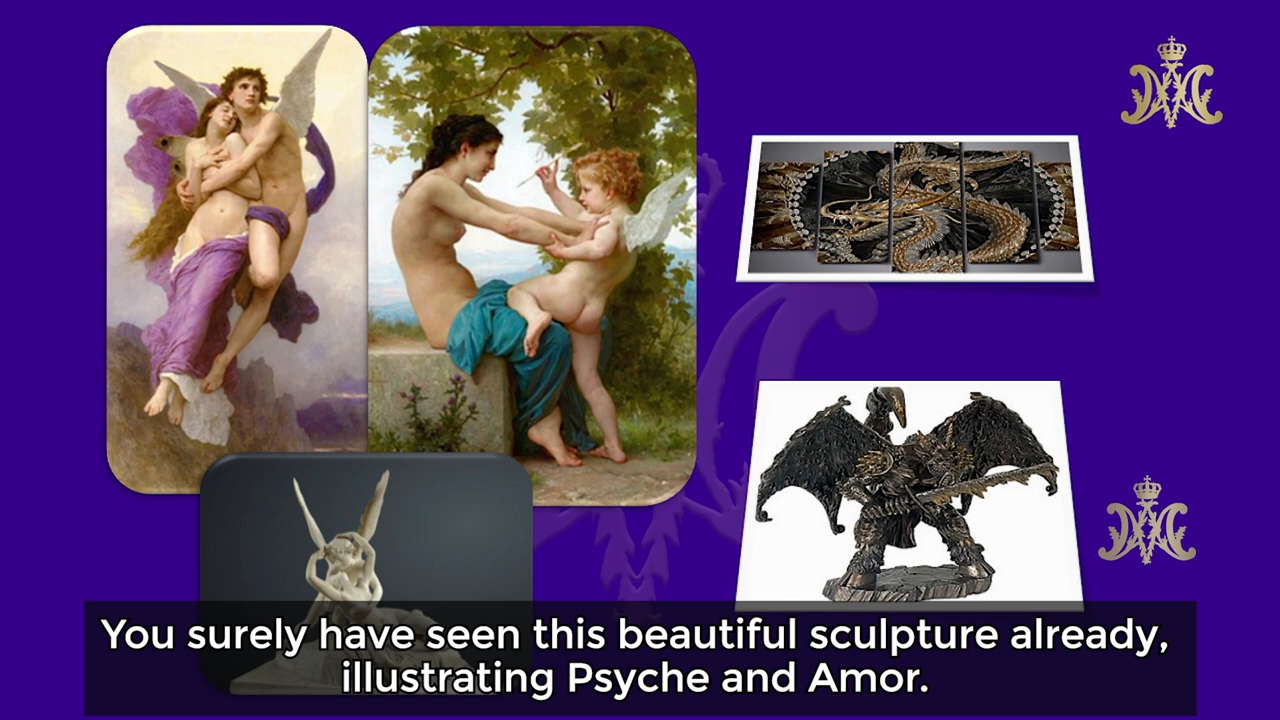 You surely have seen this beautiful sculpture already,
illustrating Psyche and Amor.